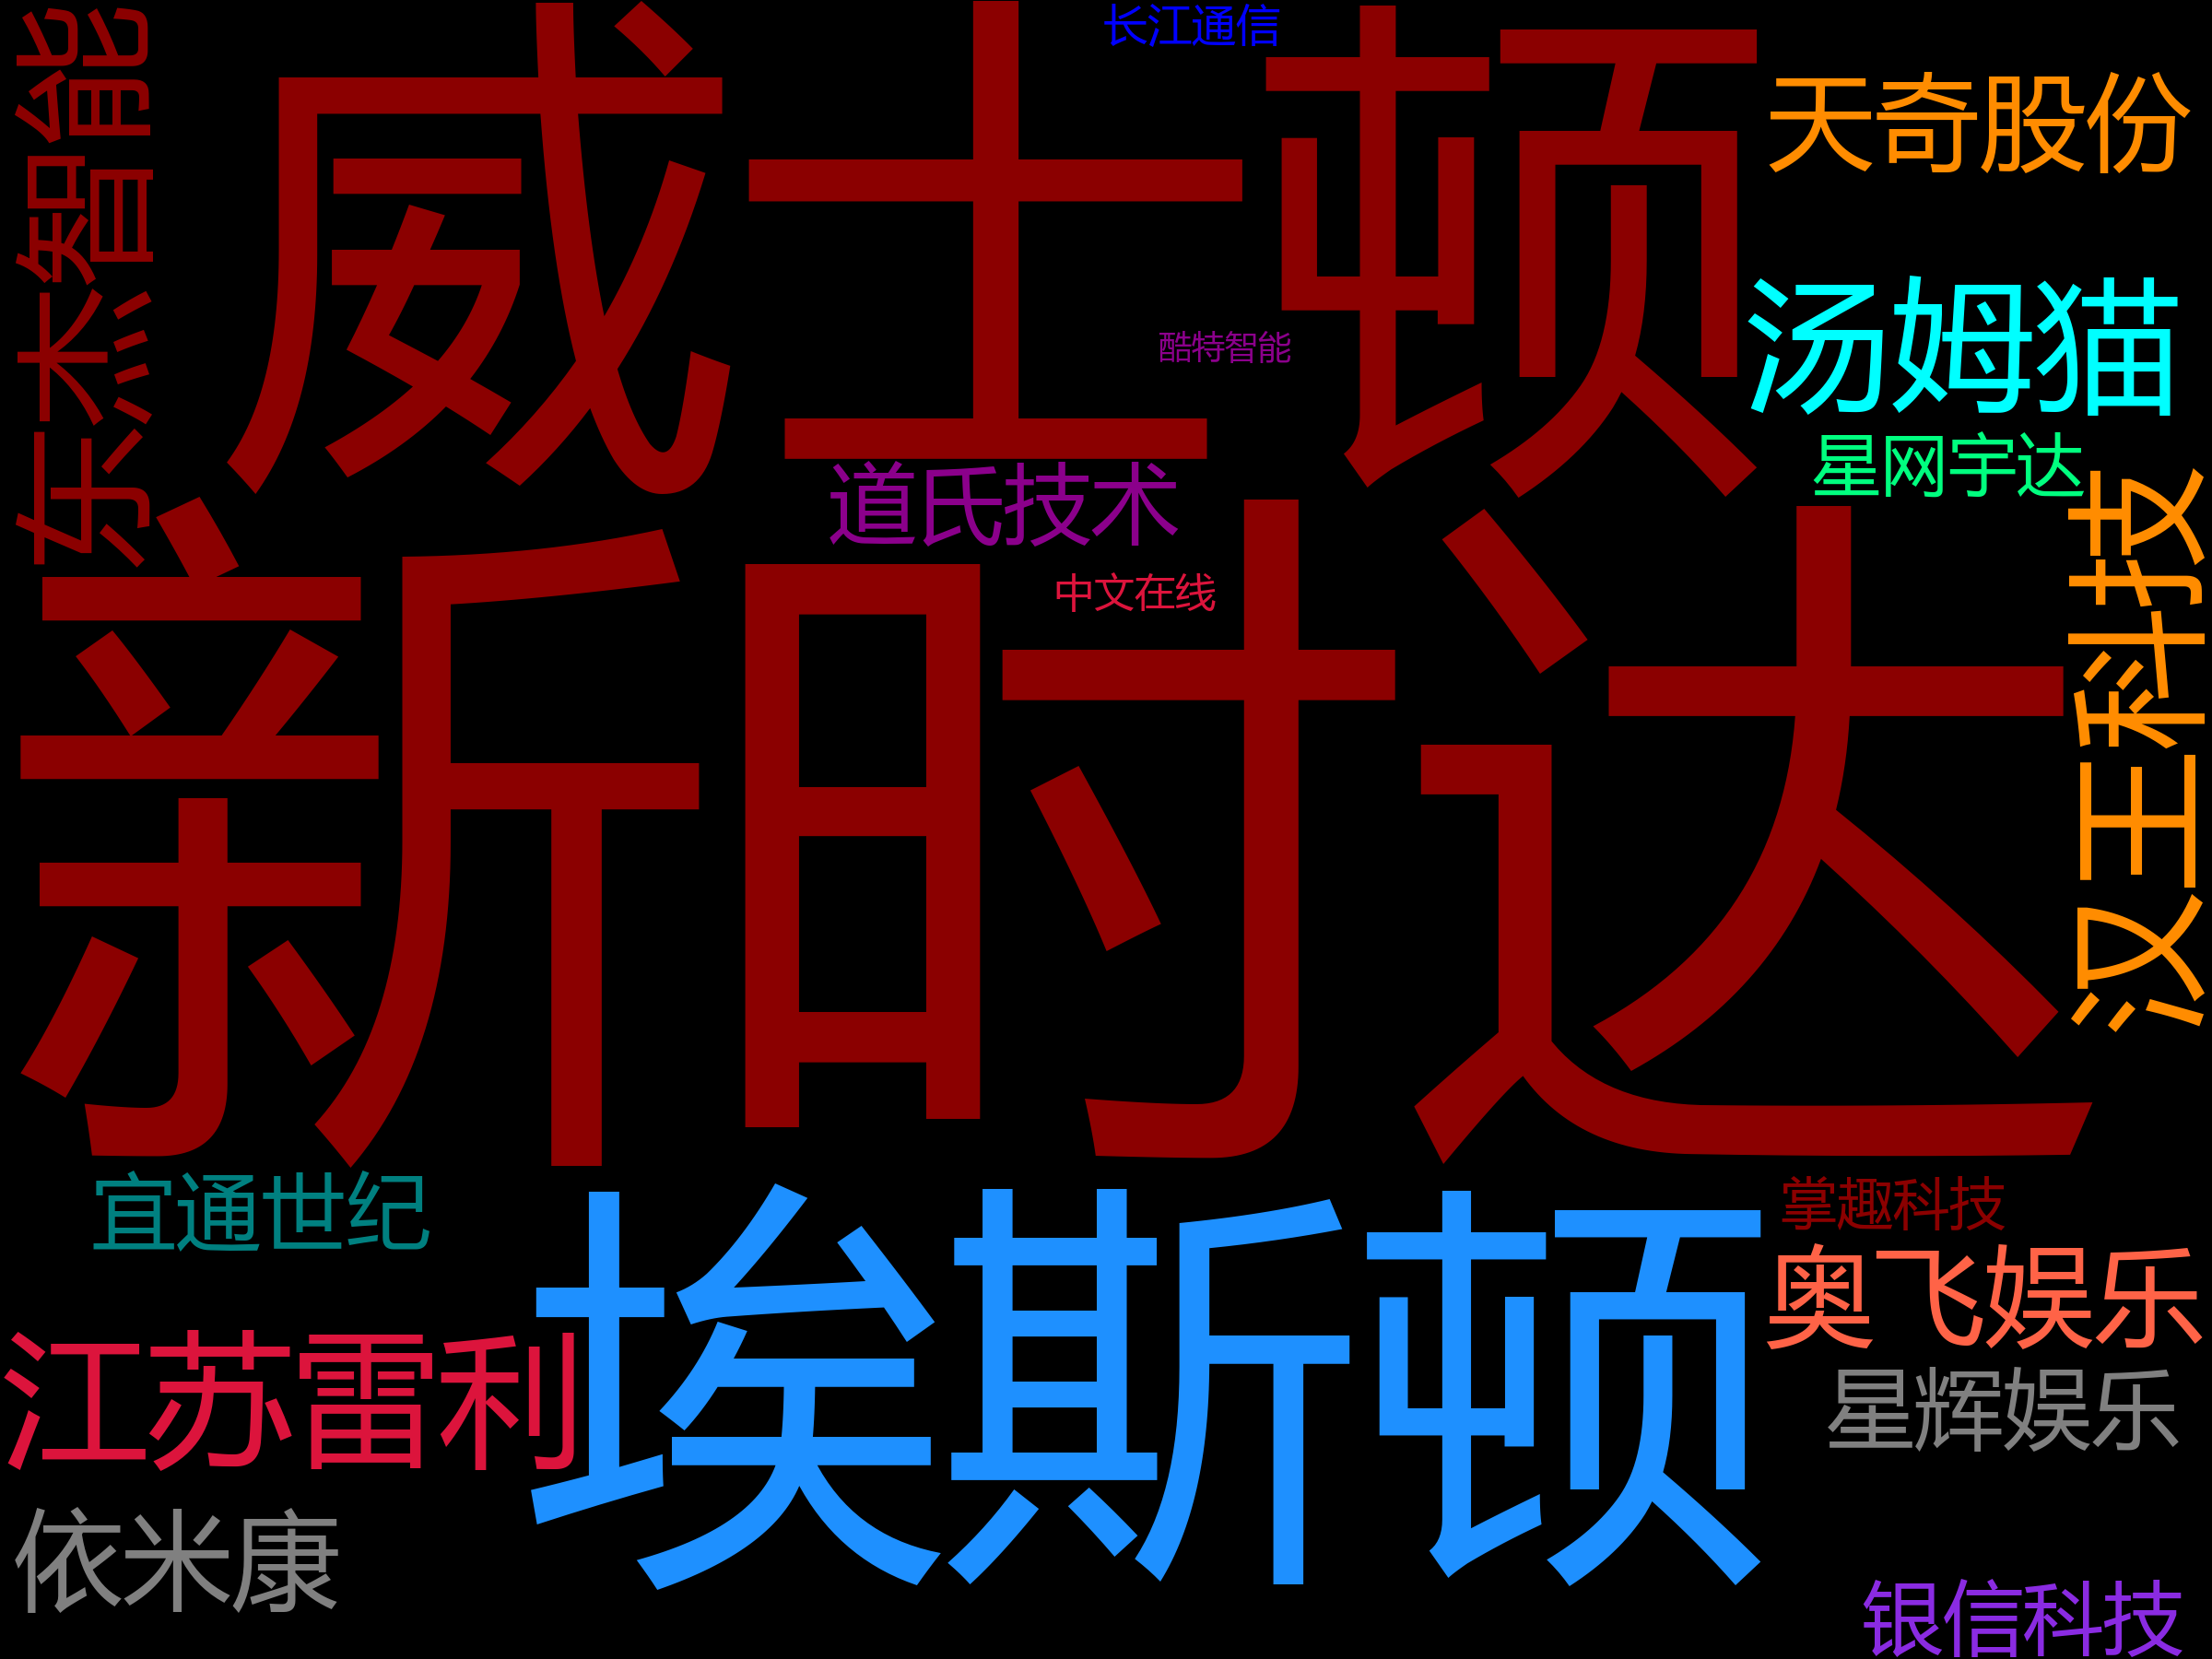 长江通信
威士顿
天奇股份
杰智能
酷特智能
汤姆猫
星网宇达
道氏技术
中文在线
新时达
汉王科技
宜通世纪
掌趣科技
埃斯顿
奥飞娱乐
江苏雷利
星辉娱乐
依米康
银信科技